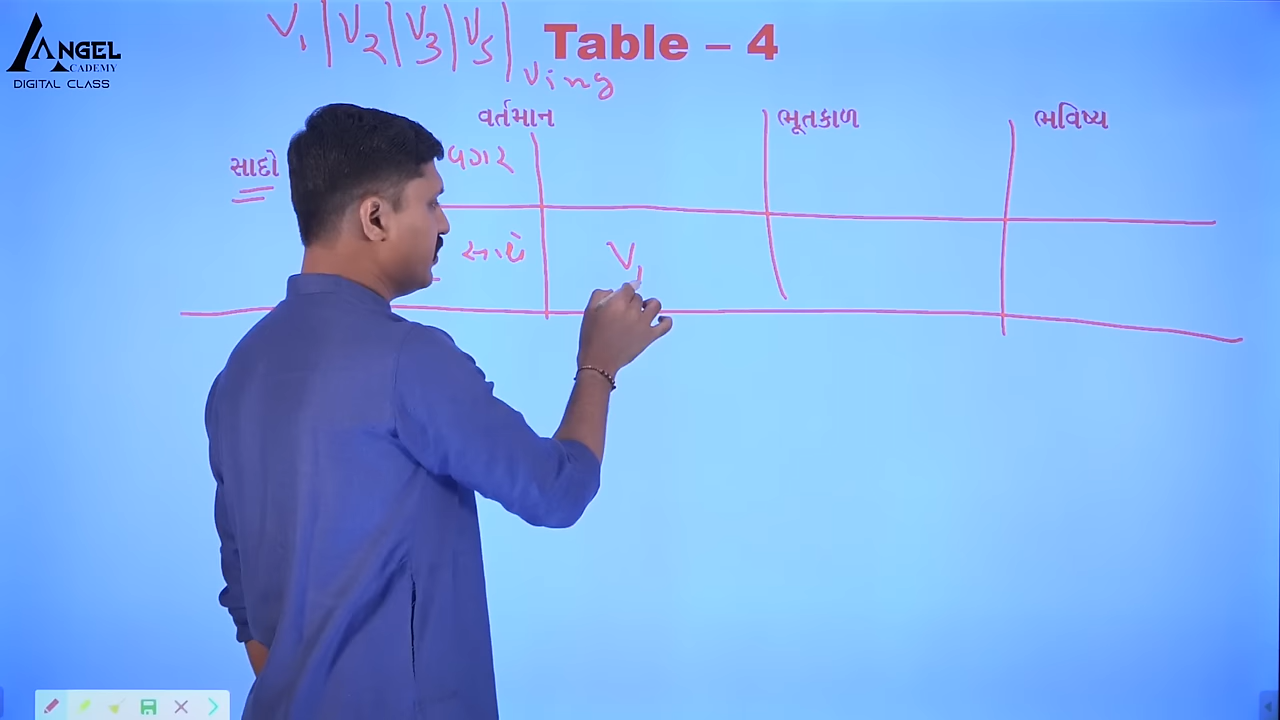 ANGEL
ACADEMY
DIGITAL CLASS
V1 | V2 | V3 | V5 | Ving
Table – 4
વર્તમાન ભૂતકાળ ભવિષ્ય
સાદો વગર
સાથે V1